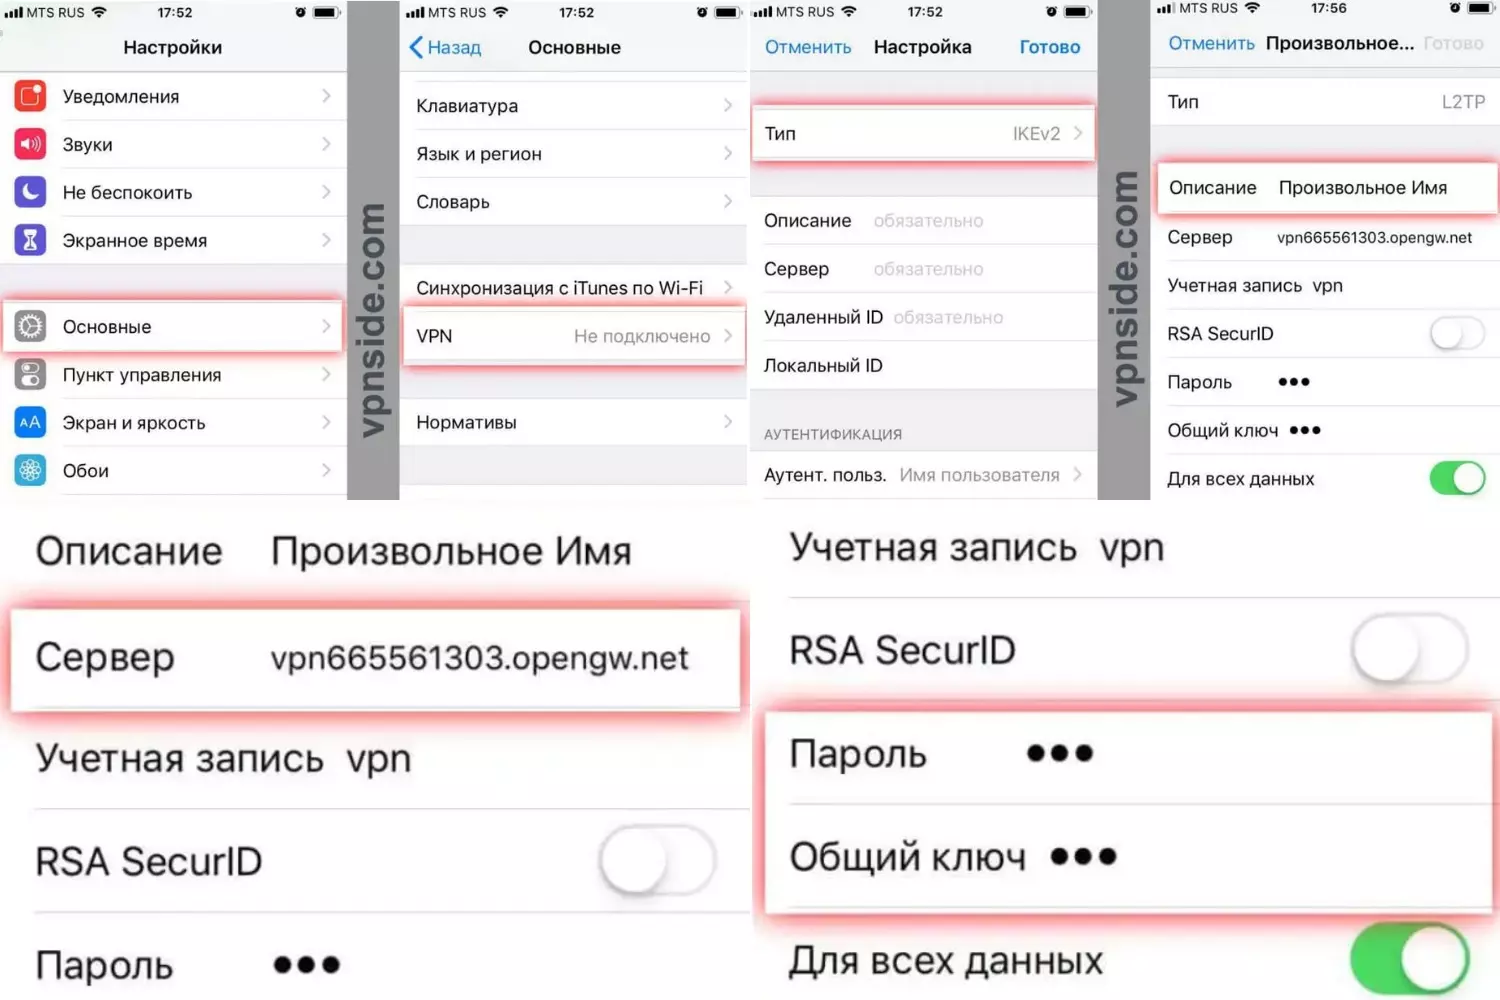 MTS RUS 17:52
Настройки
Уведомления
Звуки
Не беспокоить
Экранное время
Основные
Пункт управления
AA Экран и яркость
Обои
vpnside.com
MTS RUS 17:52
Назад Основные
Клавиатура
Язык и регион
Словарь
Синхронизация с iTunes по Wi-Fi
VPN Не подключено
Нормативы
MTS RUS 17:52
Отменить Настройка Готово
Тип IKEv2
Описание обязательно
Сервер обязательно
Удаленный ID обязательно
Локальный ID
АУТЕНТИФИКАЦИЯ
Аутент. польз. Имя пользователя
vpnside.com
MTS RUS 17:56
Отменить Произвольное... Готово
Тип L2TP
Описание Произвольное Имя
Сервер vpn665561303.opengw.net
Учетная запись vpn
RSA SecurID
Пароль •••
Общий ключ •••
Для всех данных
Описание Произвольное Имя
Сервер vpn665561303.opengw.net
Учетная запись vpn
RSA SecurID
Пароль •••
Учетная запись vpn
RSA SecurID
Пароль •••
Общий ключ •••
Для всех данных